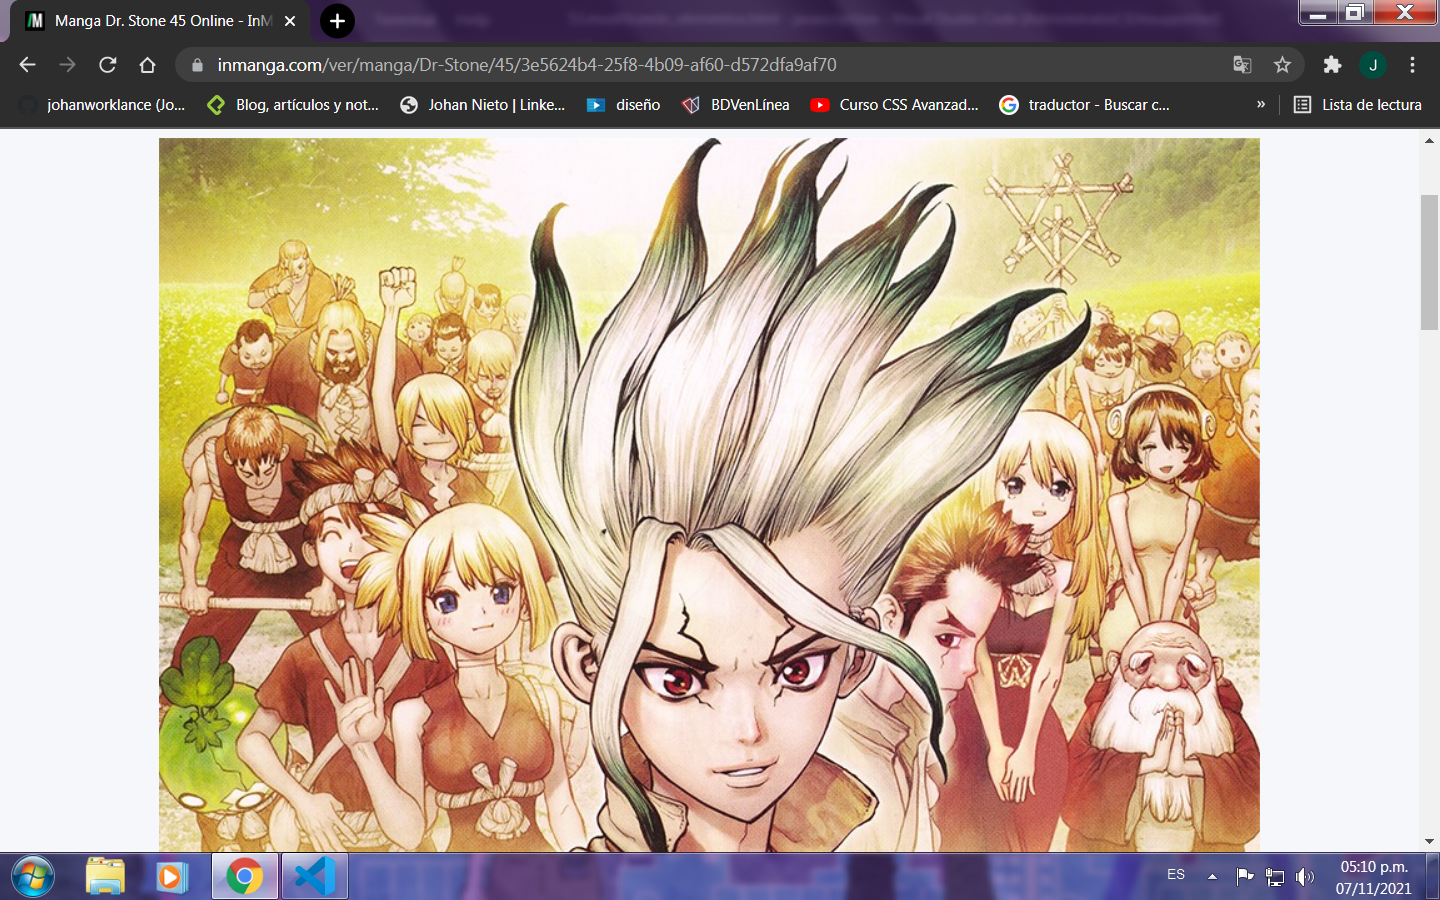 Manga Dr. Stone 45 Online - InM
inmanga.com/ver/manga/Dr-Stone/45/3e5624b4-25f8-4b09-af60-d572dfa9af70
J
johanworklance (Jo...
Blog, artículos y not...
Johan Nieto | Linke...
diseño
BDVenLínea
Curso CSS Avanzad...
traductor - Buscar c...
»
Lista de lectura
ES
05:10 p.m.
07/11/2021